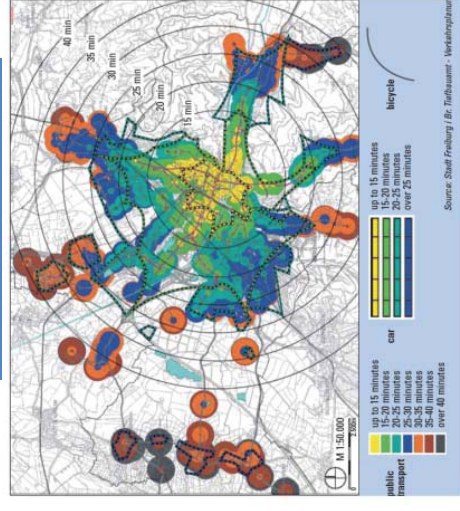 40 min
35 min
30 min
25 min
20 min
15 min
M 1:50.000
public transport
up to 15 minutes
15-20 minutes
20-25 minutes
25-30 minutes
30-35 minutes
35-40 minutes
over 40 minutes
car
up to 15 minutes
15-20 minutes
20-25 minutes
over 25 minutes
bicycle
Source: Stadt Freiburg i Br. Tiefbauamt - Verkehrsplanung